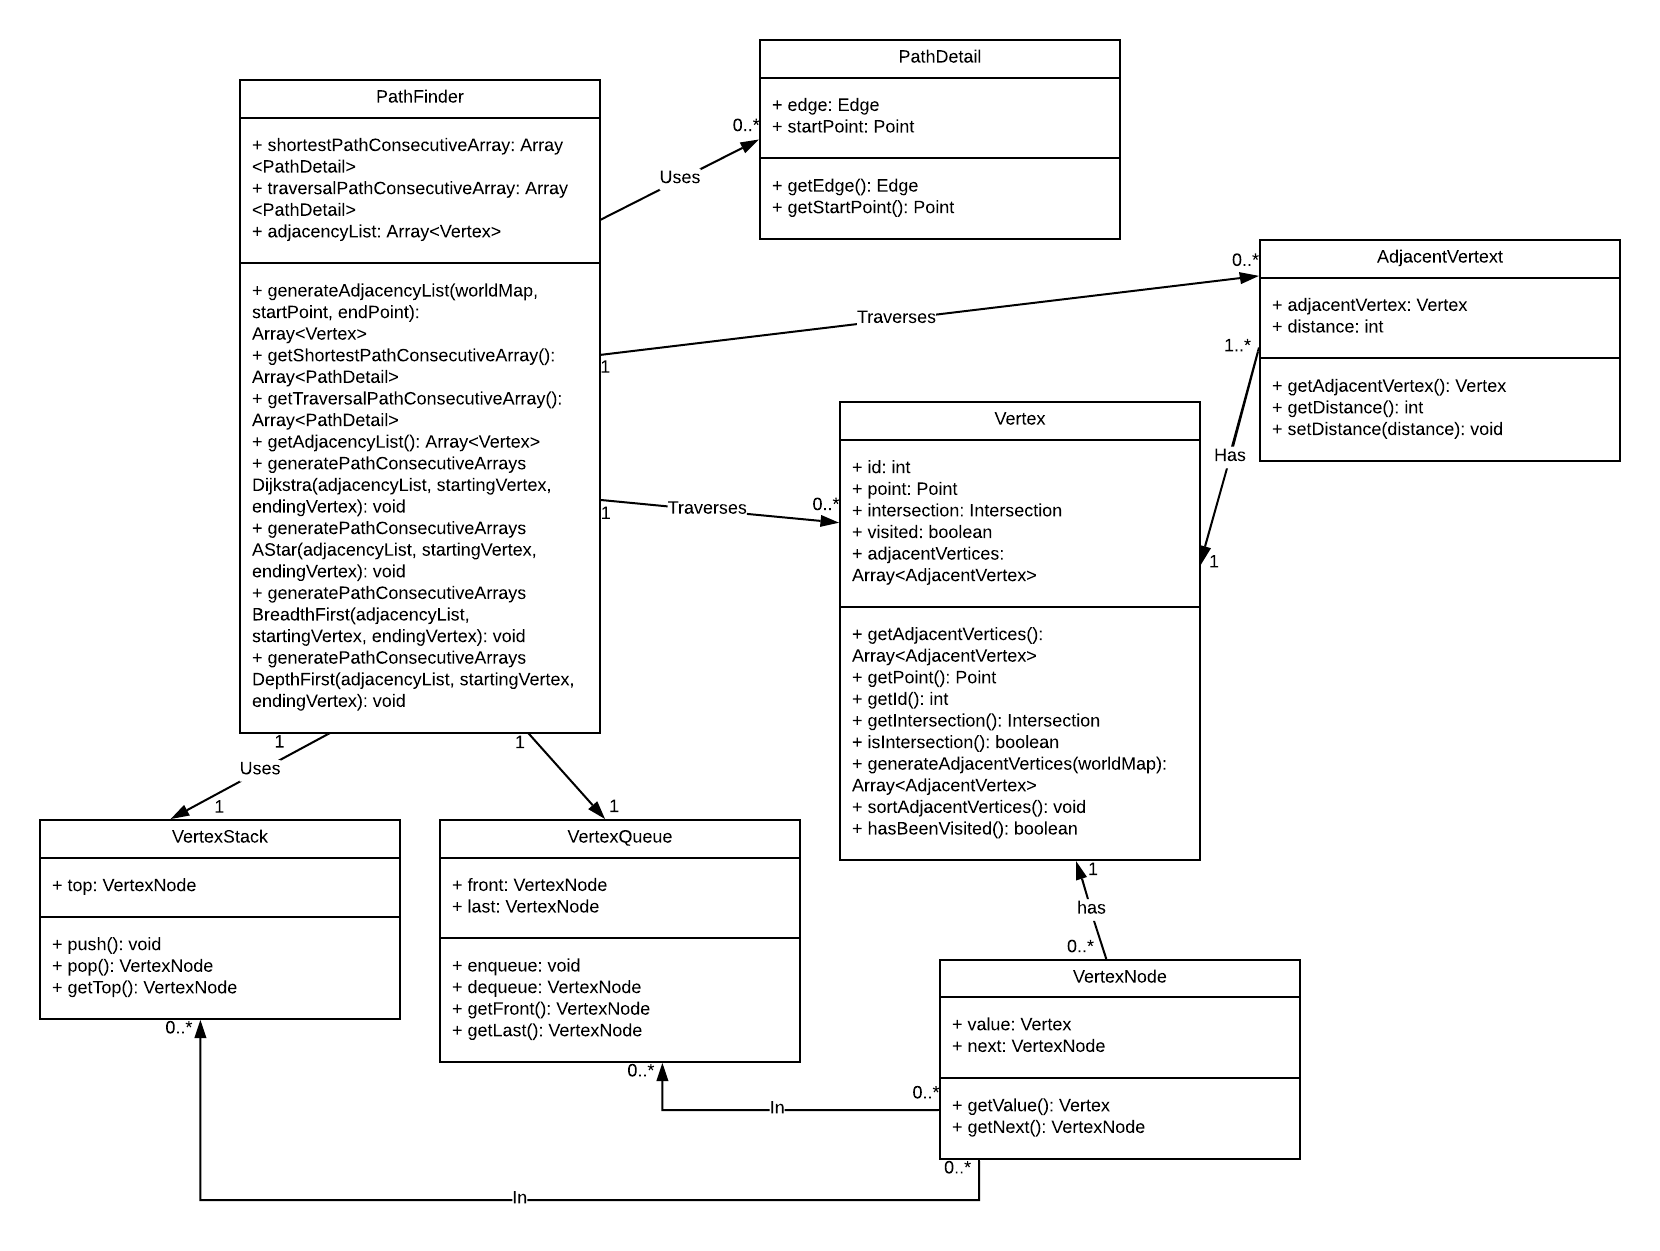 PathFinder
+ shortestPathConsecutiveArray: Array
<PathDetail>
+ traversalPathConsecutiveArray: Array
<PathDetail>
+ adjacencyList: Array<Vertex>
+ generateAdjacencyList(worldMap,
startPoint, endPoint):
Array<Vertex>
+ getShortestPathConsecutiveArray():
Array<PathDetail>
+ getTraversalPathConsecutiveArray():
Array<PathDetail>
+ getAdjacencyList(): Array<Vertex>
+ generatePathConsecutiveArrays
Dijkstra(adjacencyList, startingVertex,
endingVertex): void
+ generatePathConsecutiveArrays
AStar(adjacencyList, startingVertex,
endingVertex): void
+ generatePathConsecutiveArrays
BreadthFirst(adjacencyList,
startingVertex, endingVertex): void
+ generatePathConsecutiveArrays
DepthFirst(adjacencyList, startingVertex,
endingVertex): void
Uses
0..*
PathDetail
+ edge: Edge
+ startPoint: Point
+ getEdge(): Edge
+ getStartPoint(): Point
1
Traverses
0..*
AdjacentVertext
+ adjacentVertex: Vertex
+ distance: int
+ getAdjacentVertex(): Vertex
+ getDistance(): int
+ setDistance(distance): void
1..*
Has
1
1
Traverses
0..*
Vertex
+ id: int
+ point: Point
+ intersection: Intersection
+ visited: boolean
+ adjacentVertices:
Array<AdjacentVertex>
+ getAdjacentVertices():
Array<AdjacentVertex>
+ getPoint(): Point
+ getId(): int
+ getIntersection(): Intersection
+ isIntersection(): boolean
+ generateAdjacentVertices(worldMap):
Array<AdjacentVertex>
+ sortAdjacentVertices(): void
+ hasBeenVisited(): boolean
1
Uses
1
VertexStack
+ top: VertexNode
+ push(): void
+ pop(): VertexNode
+ getTop(): VertexNode
0..*
1
1
VertexQueue
+ front: VertexNode
+ last: VertexNode
+ enqueue: void
+ dequeue: VertexNode
+ getFront(): VertexNode
+ getLast(): VertexNode
0..*
1
has
0..*
VertexNode
+ value: Vertex
+ next: VertexNode
+ getValue(): Vertex
+ getNext(): VertexNode
0..*
In
0..*
In